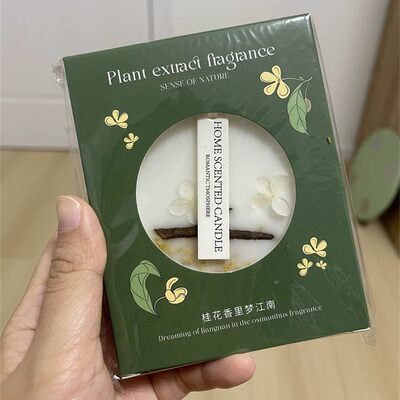 Plant extract fragrance
SENSE OF NATURE
HOME SCENTED CANDLE
ROMANTIC TMOSPHERE
桂花香里梦江南
Dreaming of Jiangnan in the osmanthus fragrance